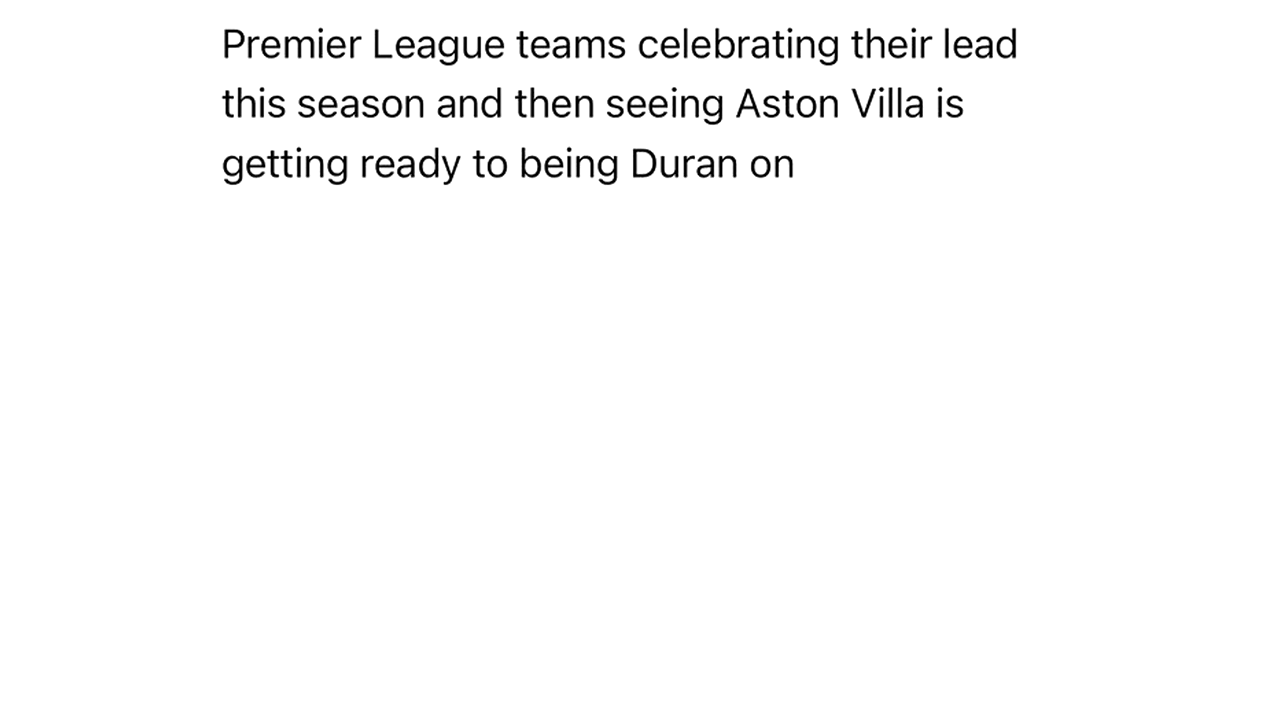 Premier League teams celebrating their lead
this season and then seeing Aston Villa is
getting ready to being Duran on